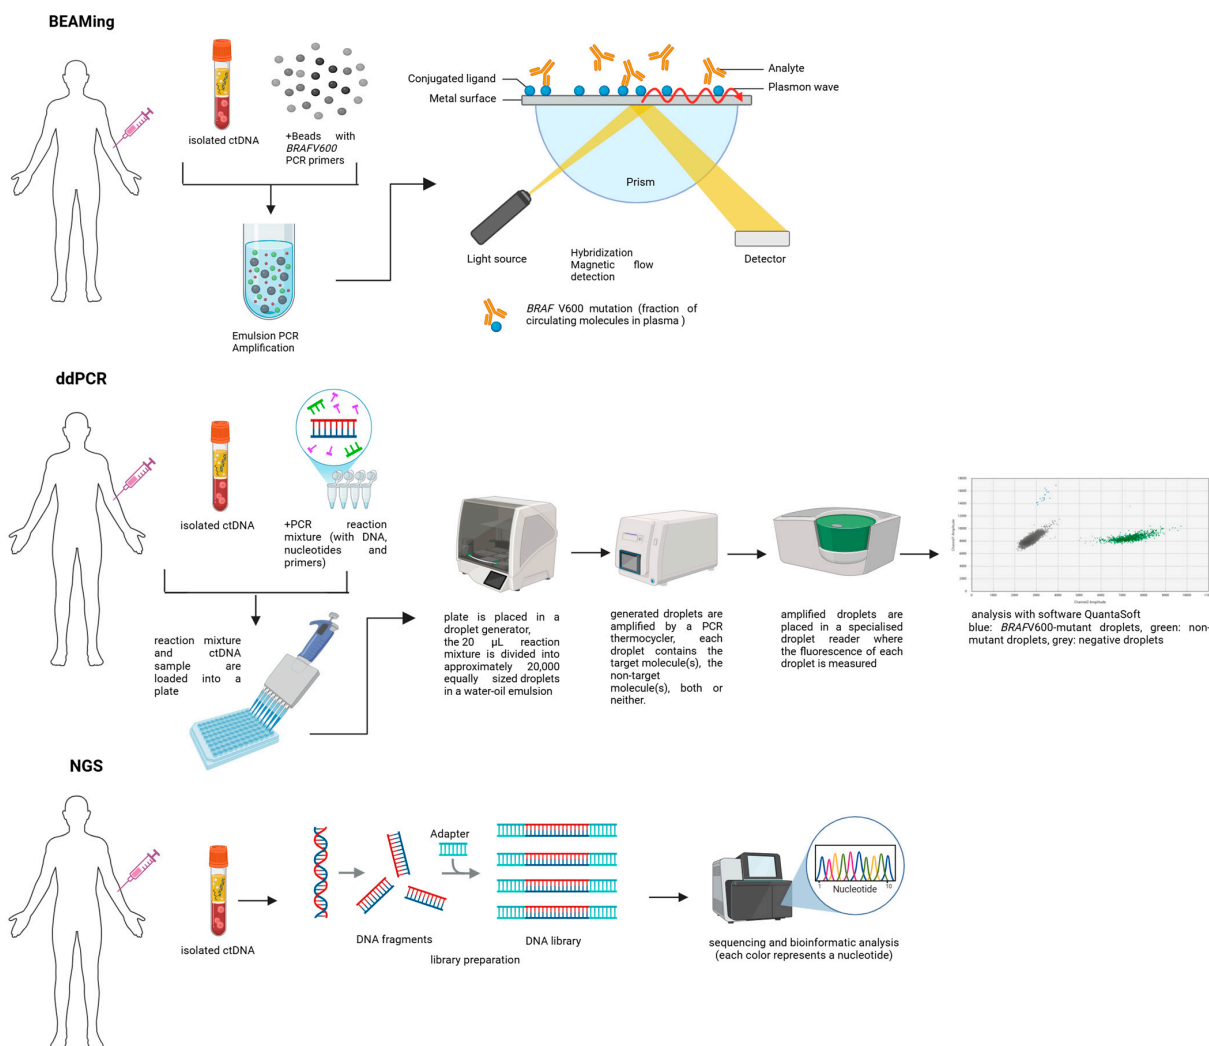 BEAMing
isolated ctDNA
+Beads with
BRAFV600
PCR primers
Emulsion PCR
Amplification
Conjugated ligand
Metal surface
Analyte
Plasmon wave
Prism
Light source
Hybridization
Magnetic flow
detection
Detector
BRAF V600 mutation (fraction of
circulating molecules in plasma )
ddPCR
isolated ctDNA
+PCR reaction
mixture (with DNA,
nucleotides and
primers)
reaction mixture
and ctDNA
sample are
loaded into a
plate
plate is placed in a
droplet generator,
the 20 µL reaction
mixture is divided into
approximately 20,000
equally sized droplets
in a water-oil emulsion
generated droplets are
amplified by a PCR
thermocycler, each
droplet contains the
target molecule(s), the
non-target
molecule(s), both or
neither.
amplified droplets are
placed in a specialised
droplet reader where
the fluorescence of each
droplet is measured
analysis with software QuantaSoft
blue: BRAFV600-mutant droplets, green: non-
mutant droplets, grey: negative droplets
NGS
isolated ctDNA
DNA fragments
Adapter
DNA library
library preparation
Nucleotide
1
10
sequencing and bioinformatic analysis
(each color represents a nucleotide)